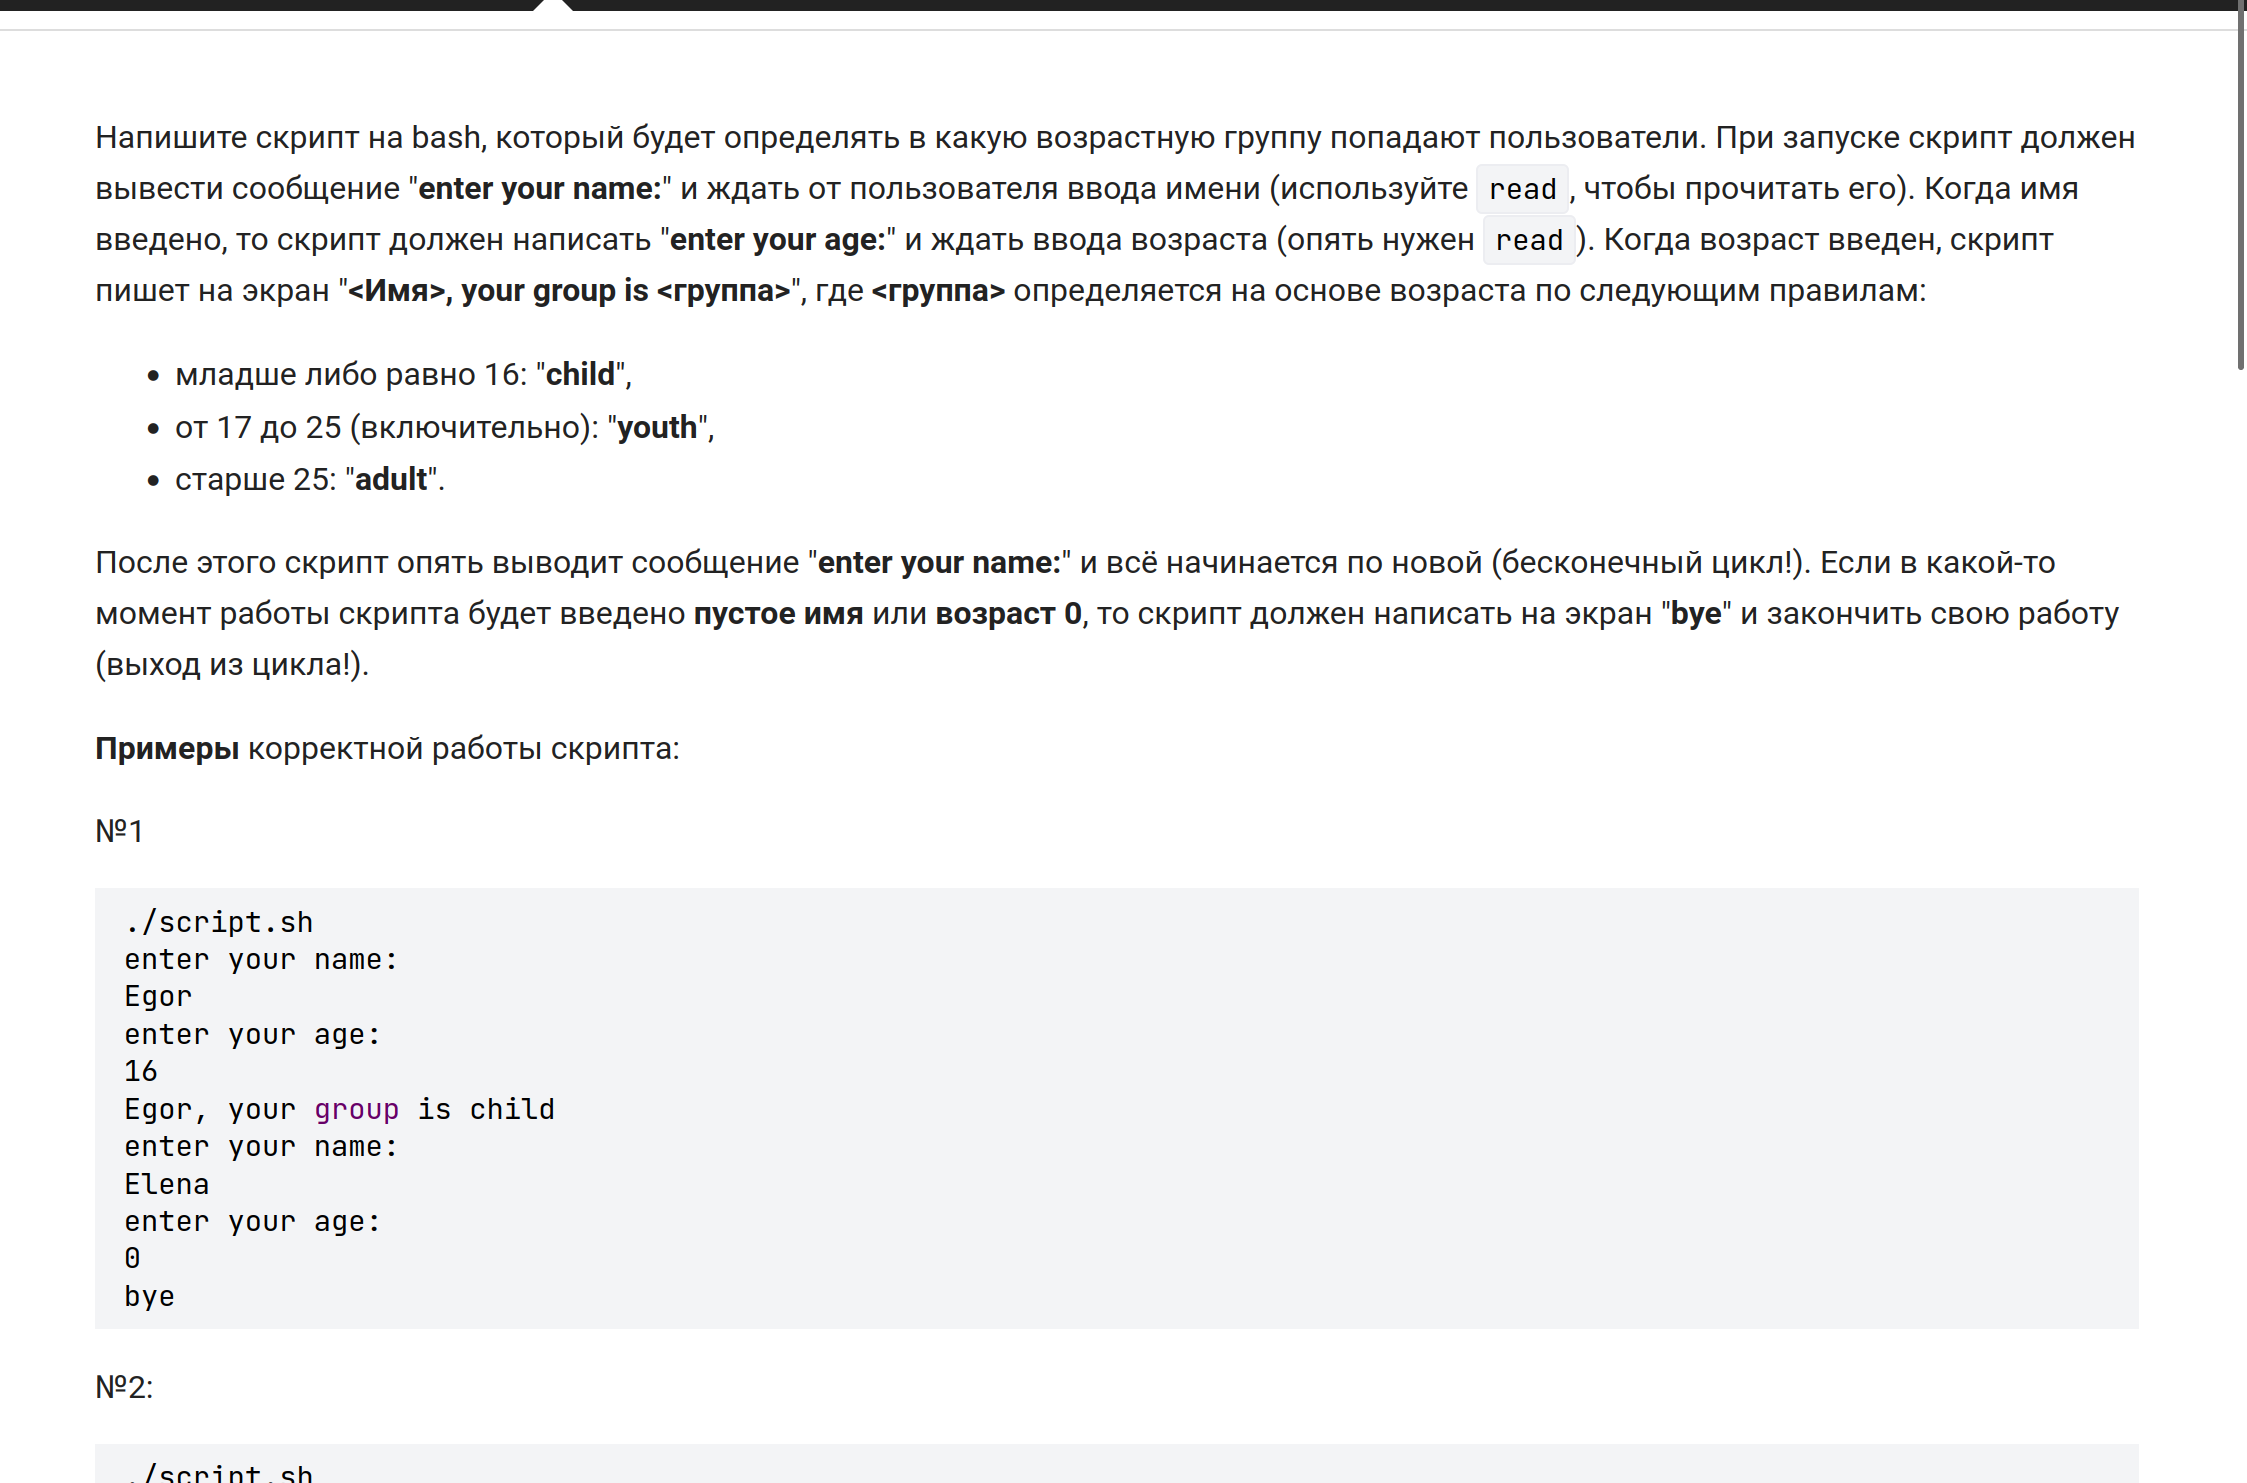 Напишите скрипт на bash, который будет определять в какую возрастную группу попадают пользователи. При запуске скрипт должен
вывести сообщение "enter your name:" и ждать от пользователя ввода имени (используйте read, чтобы прочитать его). Когда имя
введено, то скрипт должен написать "enter your age:" и ждать ввода возраста (опять нужен read). Когда возраст введен, скрипт
пишет на экран "<Имя>, your group is <группа>", где <группа> определяется на основе возраста по следующим правилам:
• младше либо равно 16: "child",
• от 17 до 25 (включительно): "youth",
• старше 25: "adult".
После этого скрипт опять выводит сообщение "enter your name:" и всё начинается по новой (бесконечный цикл!). Если в какой-то
момент работы скрипта будет введено пустое имя или возраст 0, то скрипт должен написать на экран "bye" и закончить свою работу
(выход из цикла!).
Примеры корректной работы скрипта:
№1
./script.sh
enter your name:
Egor
enter your age:
16
Egor, your group is child
enter your name:
Elena
enter your age:
0
bye
№2:
./script.sh